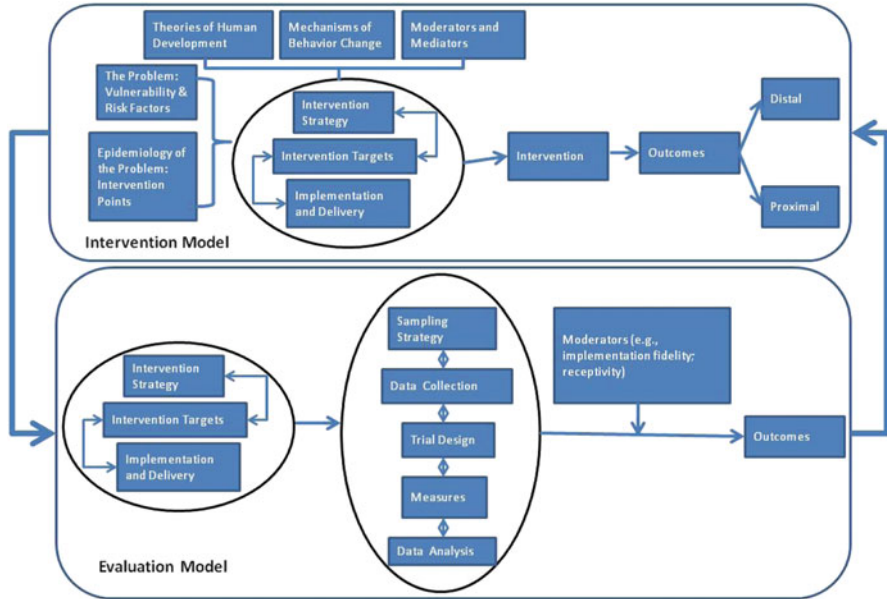 Theories of Human
Development
Mechanisms of
Behavior Change
Moderators and
Mediators
The Problem:
Vulnerability &
Risk Factors
Epidemiology of
the Problem:
Intervention
Points
Intervention
Strategy
Intervention Targets
Implementation
and Delivery
Intervention
Outcomes
Distal
Proximal
Intervention Model
Intervention
Strategy
Intervention Targets
Implementation
and Delivery
Sampling
Strategy
Data Collection
Trial Design
Measures
Data Analysis
Moderators (e.g.,
implementation fidelity;
receptivity)
Outcomes
Evaluation Model